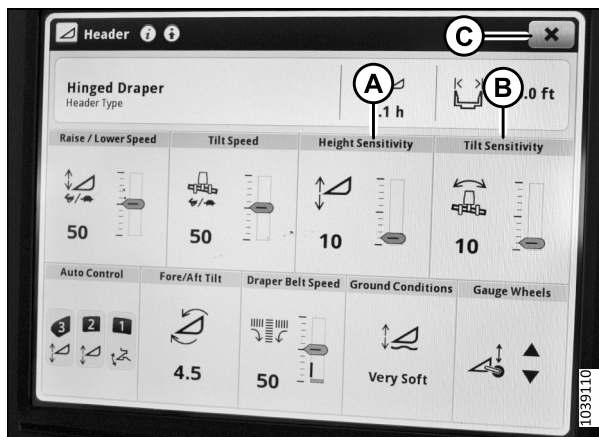 Header
C
Hinged Draper
Header Type
A
B
.1 h
.0 ft
Raise / Lower Speed
Tilt Speed
Height Sensitivity
Tilt Sensitivity
50
50
10
10
Auto Control
Fore/Aft Tilt
Draper Belt Speed
Ground Conditions
Gauge Wheels
3 2 1
4.5
50
Very Soft
1039110